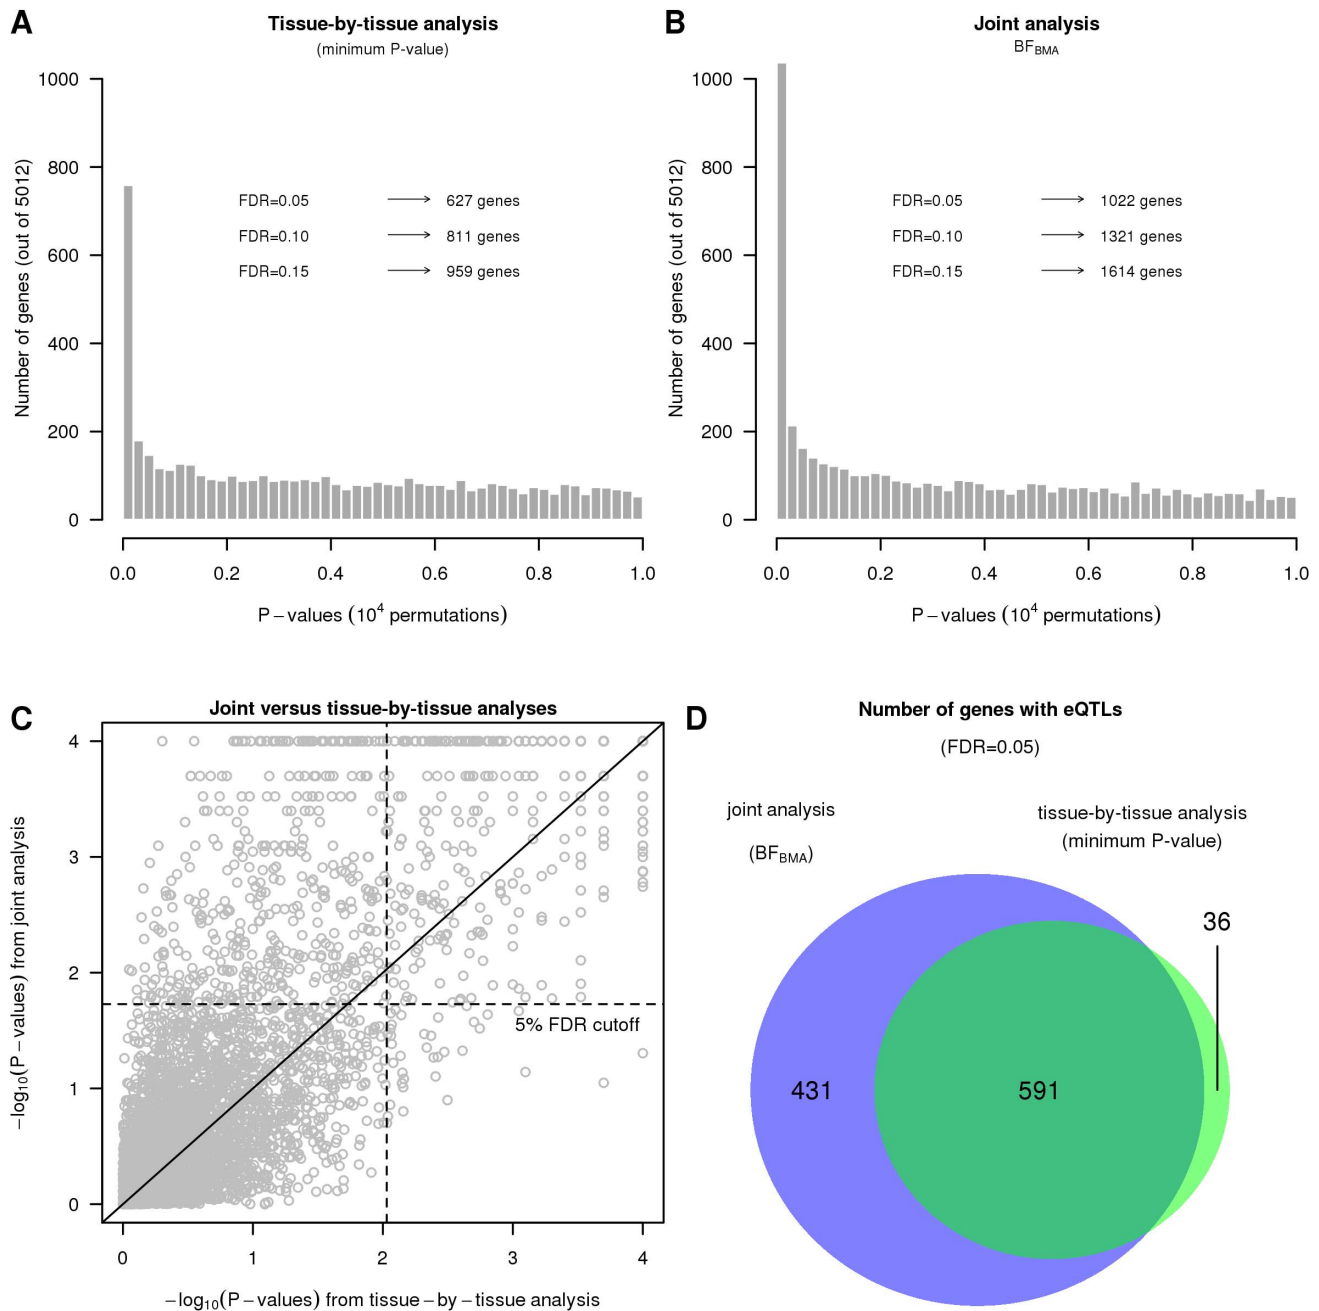 A
Tissue-by-tissue analysis
(minimum P-value)
Number of genes (out of 5012)
1000
800
600
400
200
0
FDR=0.05 → 627 genes
FDR=0.10 → 811 genes
FDR=0.15 → 959 genes
0.0 0.2 0.4 0.6 0.8 1.0
P−values (10⁴ permutations)
B
Joint analysis
BF_BMA
Number of genes (out of 5012)
1000
800
600
400
200
0
FDR=0.05 → 1022 genes
FDR=0.10 → 1321 genes
FDR=0.15 → 1614 genes
0.0 0.2 0.4 0.6 0.8 1.0
P−values (10⁴ permutations)
C
Joint versus tissue-by-tissue analyses
−log₁₀(P−values) from joint analysis
4
3
2
1
0
5% FDR cutoff
0 1 2 3 4
−log₁₀(P−values) from tissue−by−tissue analysis
D
Number of genes with eQTLs
(FDR=0.05)
joint analysis
(BF_BMA)
tissue-by-tissue analysis
(minimum P-value)
36
431
591